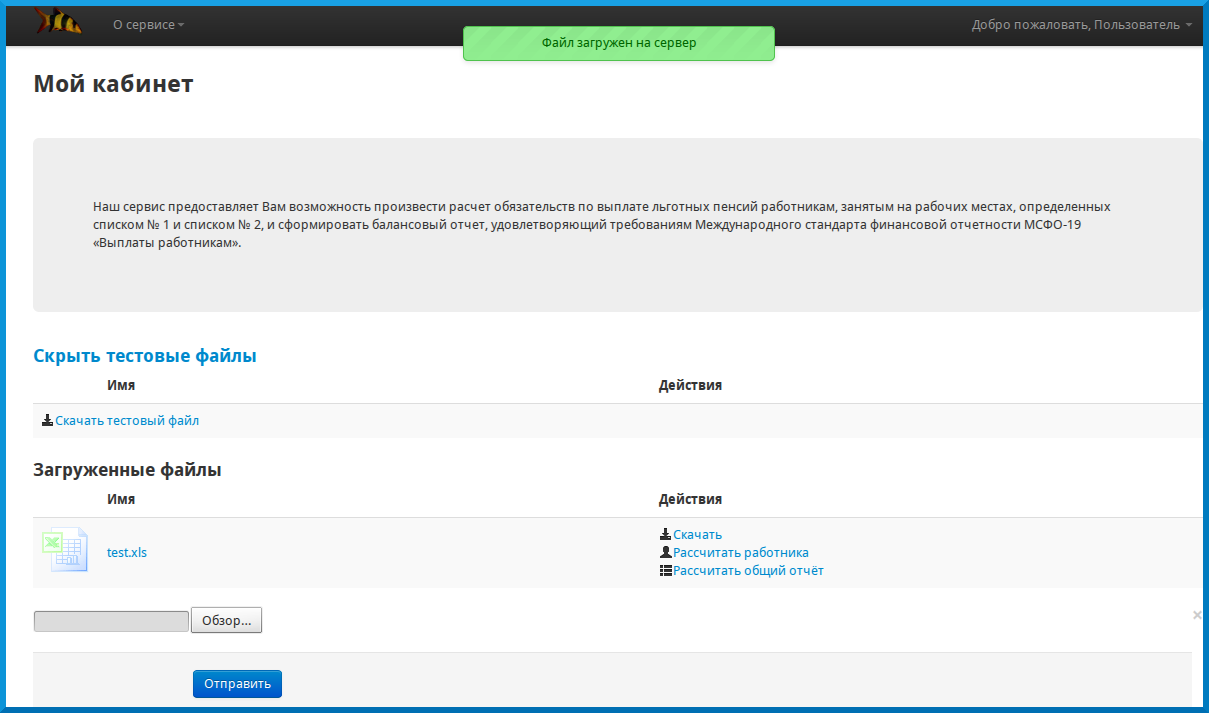 О сервисе
Добро пожаловать, Пользователь
Файл загружен на сервер
Мой кабинет
Наш сервис предоставляет Вам возможность произвести расчет обязательств по выплате льготных пенсий работникам, занятым на рабочих местах, определенных
списком № 1 и списком № 2, и сформировать балансовый отчет, удовлетворяющий требованиям Международного стандарта финансовой отчетности МСФО-19
«Выплаты работникам».
Скрыть тестовые файлы
Имя Действия
Скачать тестовый файл
Загруженные файлы
Имя Действия
test.xls
Скачать
Рассчитать работника
Рассчитать общий отчёт
Обзор...
×
Отправить